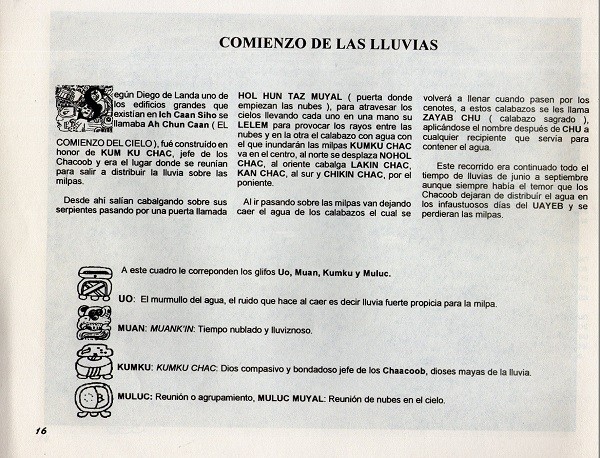 COMIENZO DE LAS LLUVIAS
egún Diego de Landa uno de
los edificios grandes que
existian en Ich Caan Siho se
llamaba Ah Chun Caan ( EL
COMIENZO DEL CIELO ), fué construído en
honor de KUM KU CHAC, jefe de los
Chacoob y era el lugar donde se reunían
para salir a distribuir la lluvia sobre las
milpas.
Desde ahí salían cabalgando sobre sus
serpientes pasando por una puerta llamada
HOL HUN TAZ MUYAL ( puerta donde
empiezan las nubes ), para atravesar los
cielos llevando cada uno en una mano su
LELEM para provocar los rayos entre las
nubes y en la otra el calabazo con agua con
el que inundarán las milpas KUMKU CHAC
va en el centro, al norte se desplaza NOHOL
CHAC, al oriente cabalga LAKIN CHAC,
KAN CHAC, al sur y CHIKIN CHAC, por el
poniente.
Al ir pasando sobre las milpas van dejando
caer el agua de los calabazos el cual se
volverá a llenar cuando pasen por los
cenotes, a estos calabazos se les llama
ZAYAB CHU ( calabazo sagrado ),
aplicándose el nombre después de CHU a
cualquier recipiente que servía para
contener el agua.
Este recorrido era continuado todo el
tiempo de lluvias de junio a septiembre
aunque siempre había el temor que los
Chacoob dejaran de distribuir el agua en
los infaustuosos días del UAYEB y se
perdieran las milpas.
A este cuadro le correponden los glifos Uo, Muan, Kumku y Muluc.
UO: El murmullo del agua, el ruido que hace al caer es decir lluvia fuerte propicia para la milpa.
MUAN: MUANK'IN: Tiempo nublado y lluviznoso.
KUMKU: KUMKU CHAC: Dios compasivo y bondadoso jefe de los Chaacoob, dioses mayas de la lluvia.
MULUC: Reunión o agrupamiento, MULUC MUYAL: Reunión de nubes en el cielo.
16